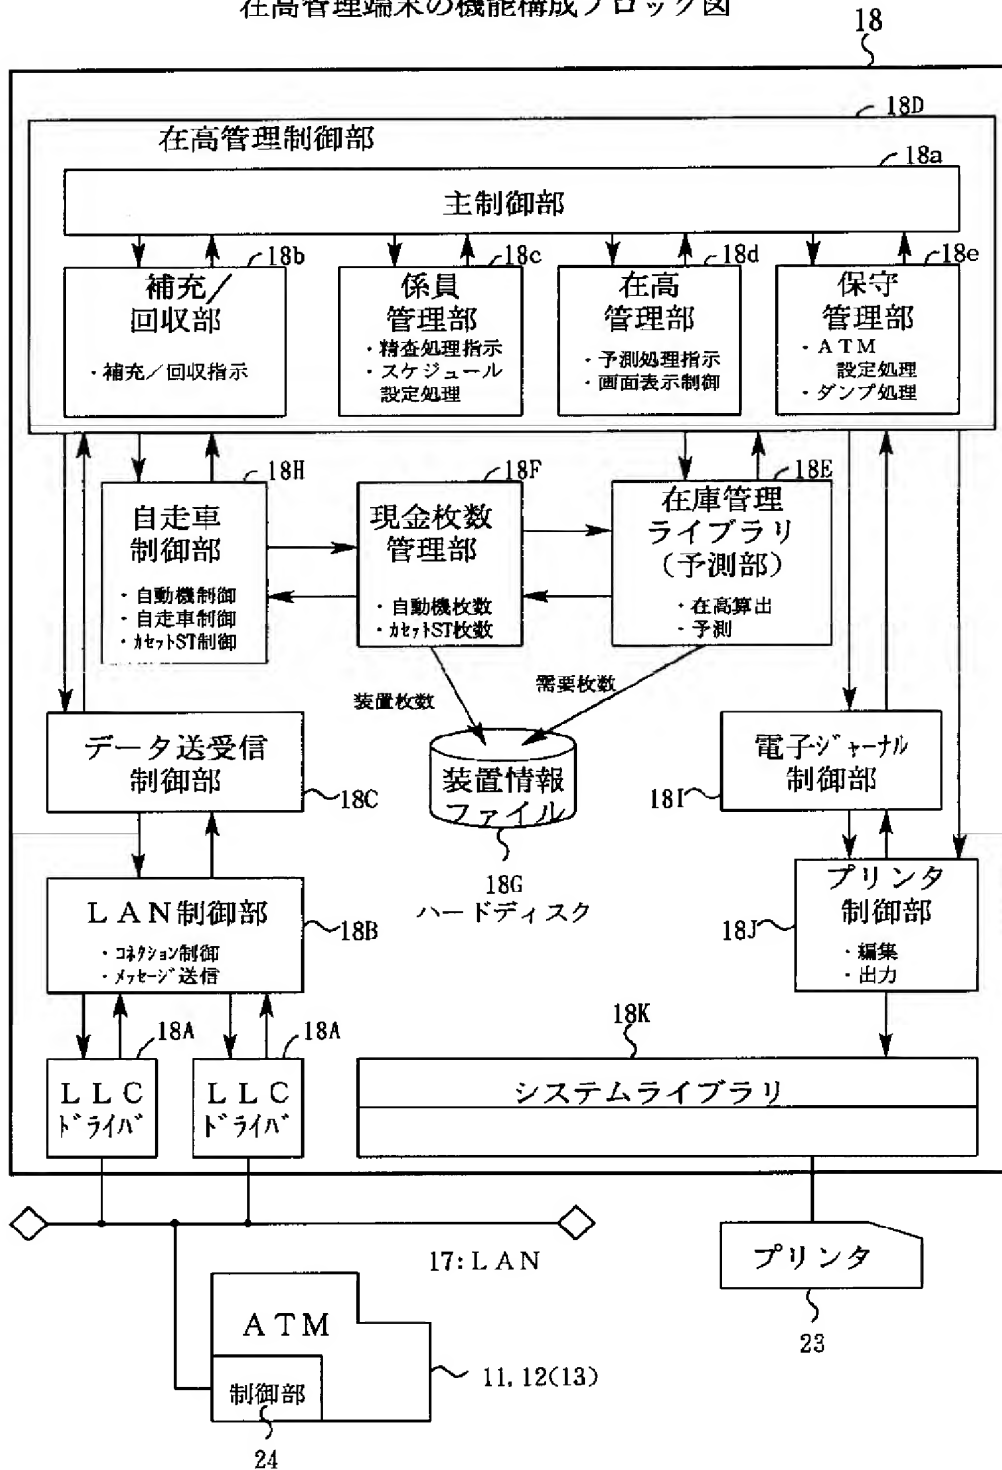 在高管理端末の機能構成ブロック図
18
18D
在高管理制御部
18a
主制御部
18b
補充／
回収部
・補充／回収指示
18c
係員
管理部
・精査処理指示
・スケジュール
設定処理
18d
在高
管理部
・予測処理指示
・画面表示制御
18e
保守
管理部
・ATM
設定処理
・ダンプ処理
18H
自走車
制御部
・自動機制御
・自走車制御
・ｶｾｯﾄST制御
18F
現金枚数
管理部
・自動機枚数
・ｶｾｯﾄST枚数
18E
在庫管理
ライブラリ
(予測部)
・在高算出
・予測
装置枚数
需要枚数
データ送受信
制御部
18C
装置情報
ファイル
18G
ハードディスク
電子ｼﾞｬｰﾅﾙ
制御部
18I
LAN制御部
・ｺﾈｸｼｮﾝ制御
・ﾒｯｾｰｼﾞ送信
18B
プリンタ
制御部
・編集
・出力
18J
18A
LLC
ﾄﾞﾗｲﾊﾞ
18A
LLC
ﾄﾞﾗｲﾊﾞ
18K
システムライブラリ
17:LAN
プリンタ
23
ATM
制御部
11,12(13)
24